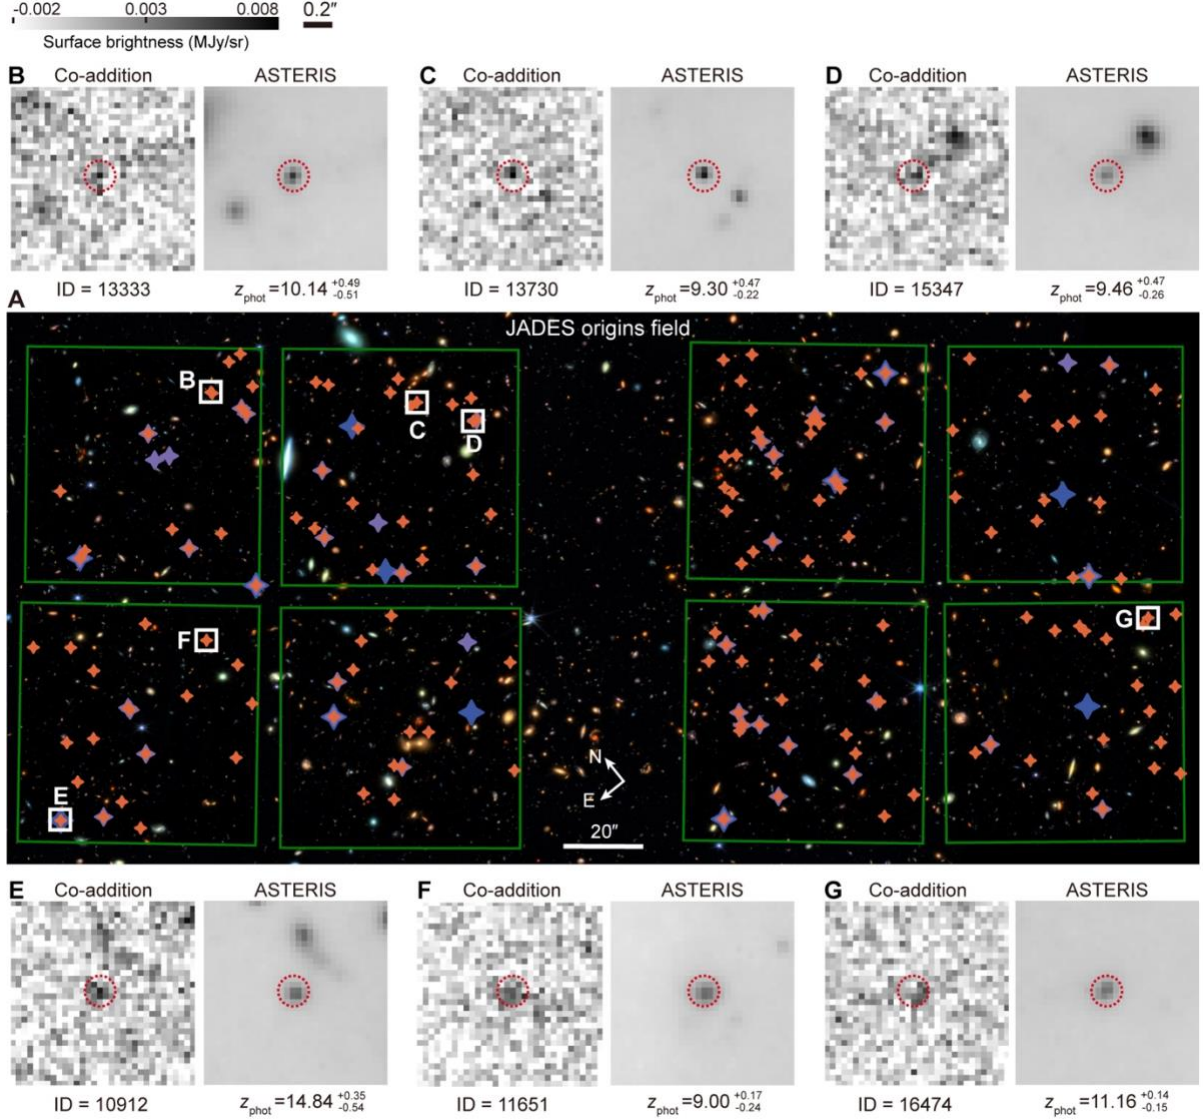 -0.002 0.003 0.008 0.2″
Surface brightness (MJy/sr)
B Co-addition ASTERIS C Co-addition ASTERIS D Co-addition ASTERIS
ID = 13333 z_phot=10.14 +0.49 -0.51 ID = 13730 z_phot=9.30 +0.47 -0.22 ID = 15347 z_phot=9.46 +0.47 -0.26
A
JADES origins field
B
C
D
F
G
E
N
E
20″
E Co-addition ASTERIS F Co-addition ASTERIS G Co-addition ASTERIS
ID = 10912 z_phot=14.84 +0.35 -0.54 ID = 11651 z_phot=9.00 +0.17 -0.24 ID = 16474 z_phot=11.16 +0.14 -0.15